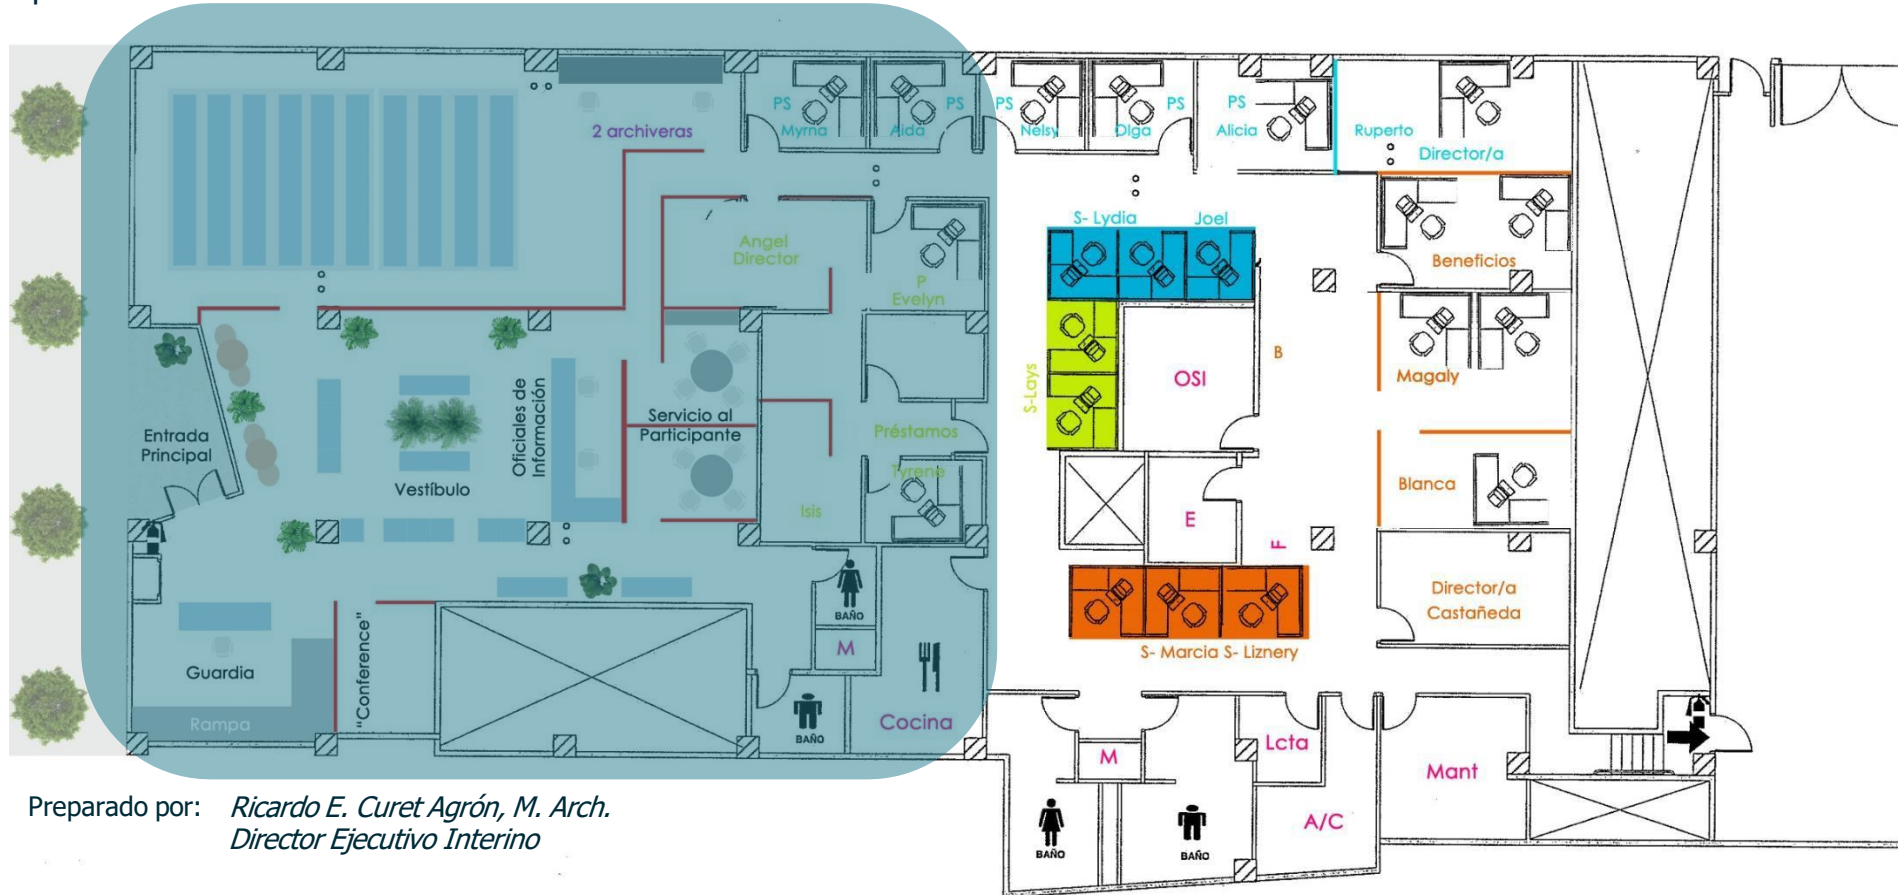 2 archiveras
PS
Myrna
PS
Aida
PS
Nelsy
PS
Olga
PS
Alicia
Ruperto
Director/a
S- Lydia
Joel
Beneficios
Angel
Director
P
Evelyn
S-Lays
OSI
B
Magaly
Entrada
Principal
Vestíbulo
Oficiales de
Información
Servicio al
Participante
Préstamos
Tyrene
Isis
Blanca
E
F
Director/a
Castañeda
S- Marcia S- Liznery
BAÑO
M
Guardia
Rampa
"Conference"
BAÑO
Cocina
M
Lcta
Mant
A/C
BAÑO
BAÑO
Preparado por: Ricardo E. Curet Agrón, M. Arch.
Director Ejecutivo Interino